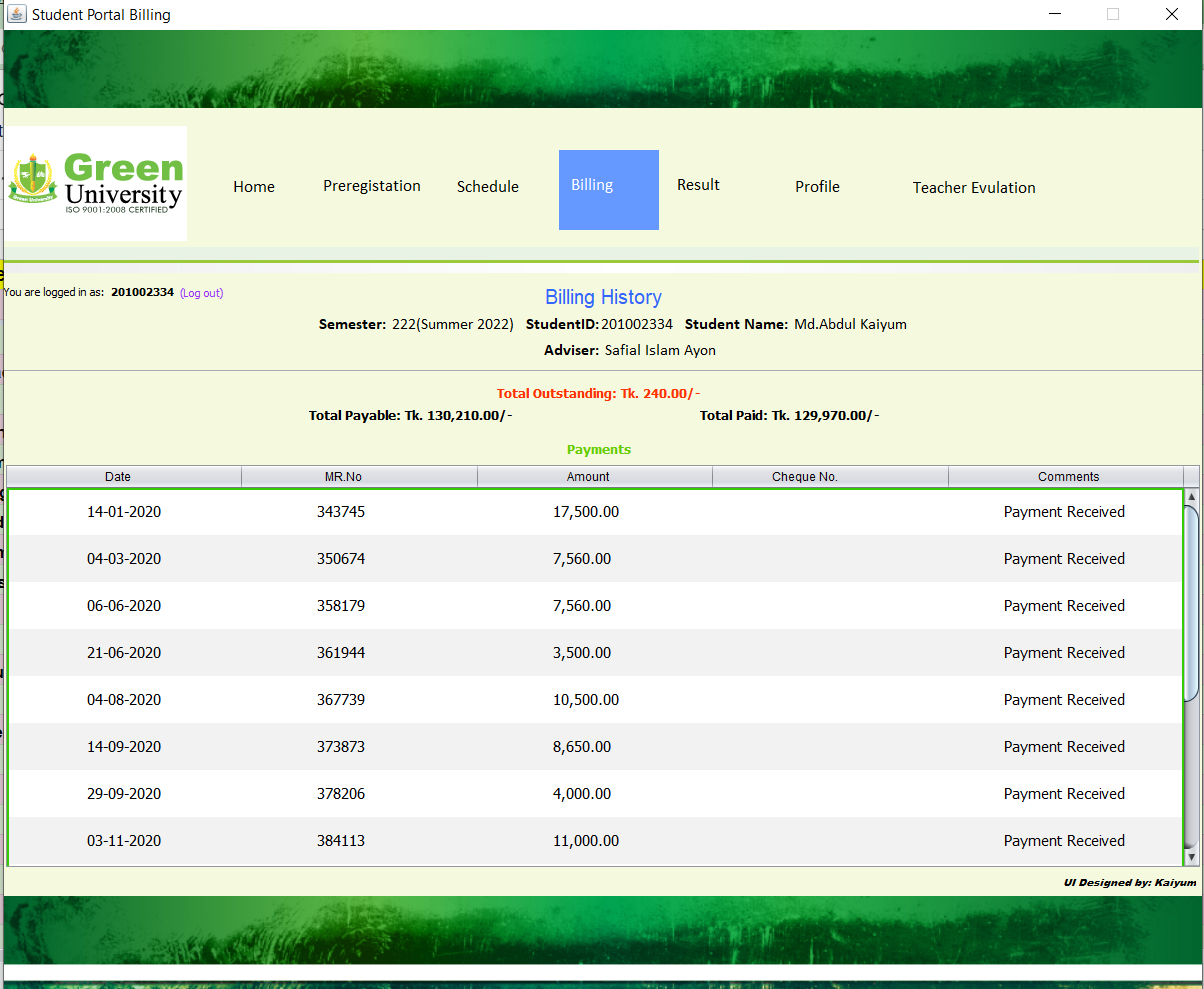 Student Portal Billing
Green
University
ISO 9001:2008 CERTIFIED
Green University
Home Preregistation Schedule Billing Result Profile Teacher Evulation
You are logged in as: 201002334 (Log out)
Billing History
Semester: 222(Summer 2022) StudentID: 201002334 Student Name: Md.Abdul Kaiyum
Adviser: Safial Islam Ayon
Total Outstanding: Tk. 240.00/-
Total Payable: Tk. 130,210.00/- Total Paid: Tk. 129,970.00/-
Payments
Date MR.No Amount Cheque No. Comments
14-01-2020 343745 17,500.00 Payment Received
04-03-2020 350674 7,560.00 Payment Received
06-06-2020 358179 7,560.00 Payment Received
21-06-2020 361944 3,500.00 Payment Received
04-08-2020 367739 10,500.00 Payment Received
14-09-2020 373873 8,650.00 Payment Received
29-09-2020 378206 4,000.00 Payment Received
03-11-2020 384113 11,000.00 Payment Received
UI Designed by: Kaiyum